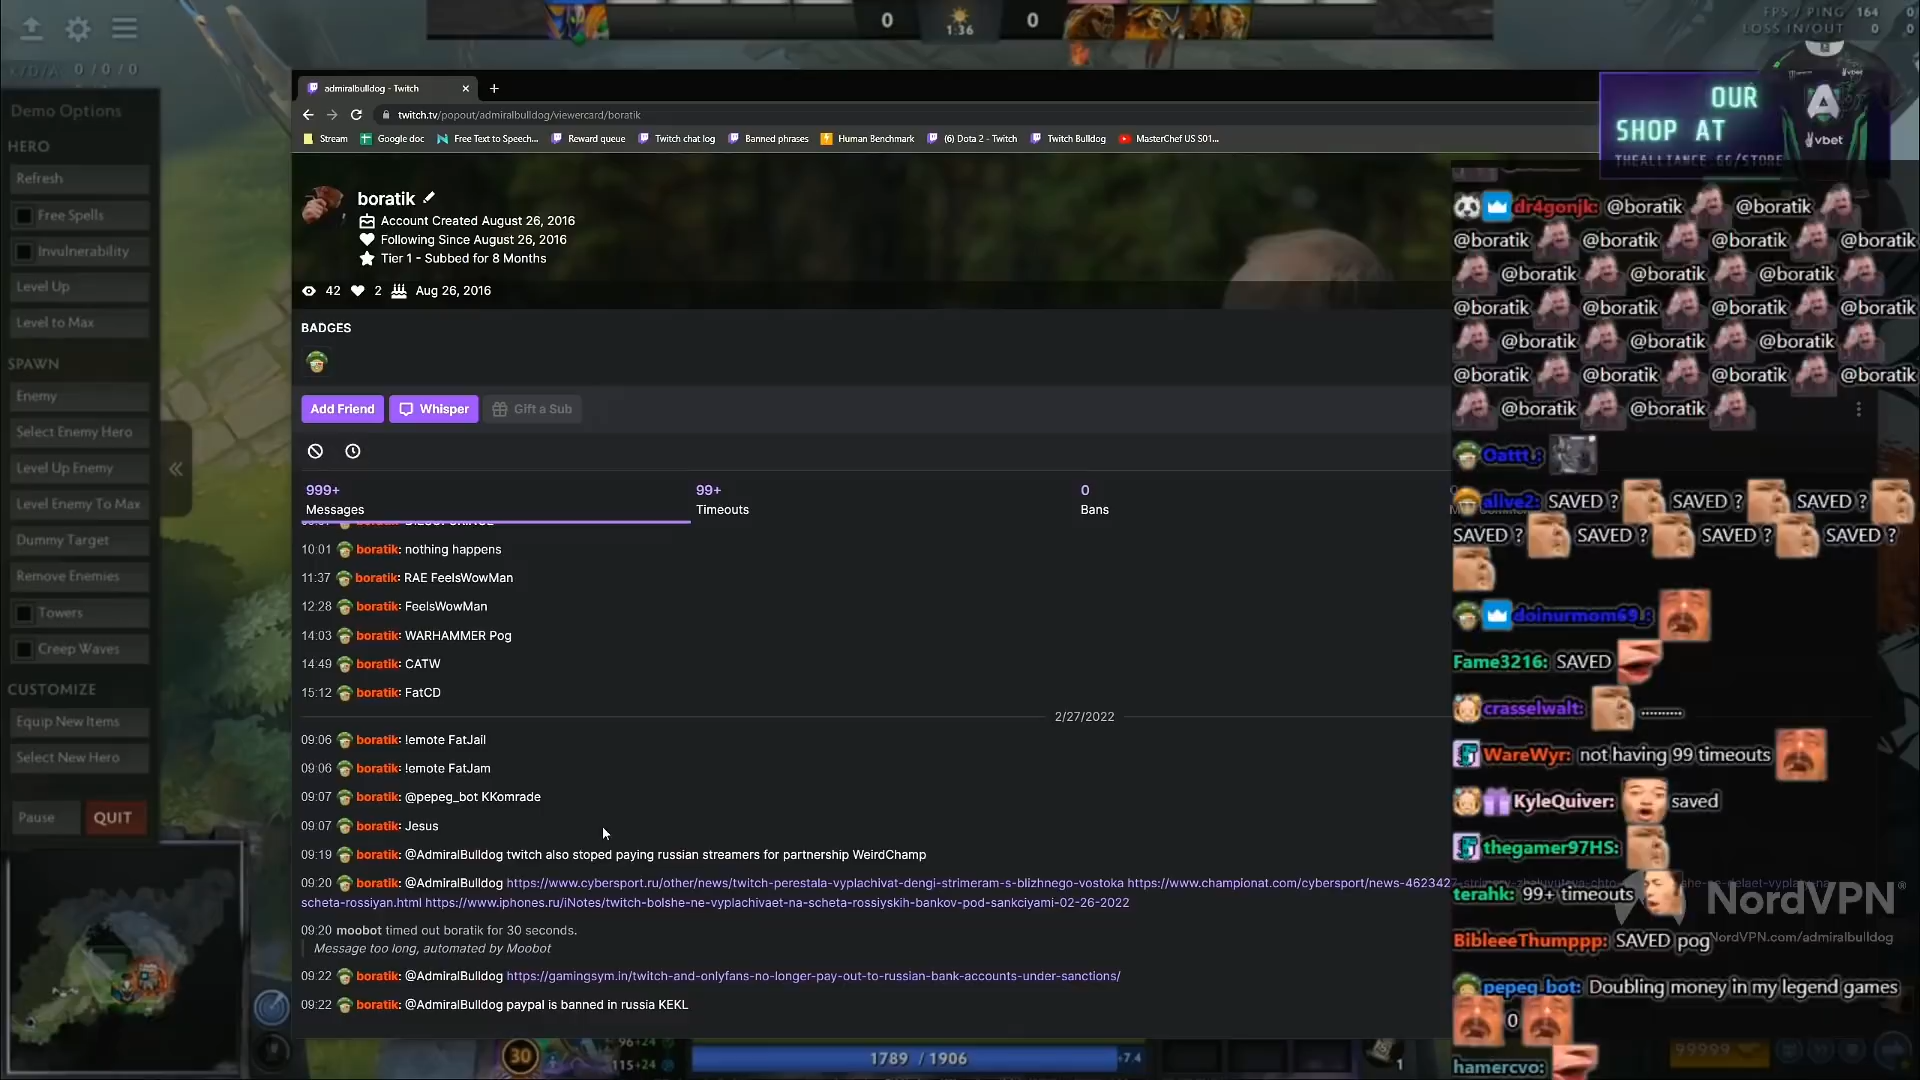 0
1:36
0
FPS / PING 164
LOSS IN/OUT 0
K/D/A 0 / 0 / 0
Demo Options
HERO
Refresh
Free Spells
Invulnerability
Level Up
Level to Max
SPAWN
Enemy
Select Enemy Hero
Level Up Enemy
Level Enemy To Max
Dummy Target
Remove Enemies
Towers
Creep Waves
CUSTOMIZE
Equip New Items
Select New Hero
Pause
QUIT
admiralbulldog - Twitch
twitch.tv/popout/admiralbulldog/viewercard/boratik
Stream Google doc Free Text to Speech... Reward queue Twitch chat log Banned phrases Human Benchmark (6) Dota 2 - Twitch Twitch Bulldog MasterChef US S01...
boratik
Account Created August 26, 2016
Following Since August 26, 2016
Tier 1 - Subbed for 8 Months
42 2 Aug 26, 2016
BADGES
Add Friend Whisper Gift a Sub
999+ 99+ 0
Messages Timeouts Bans
10:01 boratik: nothing happens
11:37 boratik: RAE FeelsWowMan
12:28 boratik: FeelsWowMan
14:03 boratik: WARHAMMER Pog
14:49 boratik: CATW
15:12 boratik: FatCD
2/27/2022
09:06 boratik: !emote FatJail
09:06 boratik: !emote FatJam
09:07 boratik: @pepeg_bot KKomrade
09:07 boratik: Jesus
09:19 boratik: @AdmiralBulldog twitch also stoped paying russian streamers for partnership WeirdChamp
09:20 boratik: @AdmiralBulldog https://www.cybersport.ru/other/news/twitch-perestala-vyplachivat-dengi-strimeram-s-blizhnego-vostoka https://www.championat.com/cybersport/news-4623427-
scheta-rossiyan.html https://www.iphones.ru/iNotes/twitch-bolshe-ne-vyplachivaet-na-scheta-rossiyskih-bankov-pod-sankciyami-02-26-2022
09:20 moobot timed out boratik for 30 seconds.
Message too long, automated by Moobot
09:22 boratik: @AdmiralBulldog https://gamingsym.in/twitch-and-onlyfans-no-longer-pay-out-to-russian-bank-accounts-under-sanctions/
09:22 boratik: @AdmiralBulldog paypal is banned in russia KEKL
OUR
SHOP AT
THEALLIANCE.GG/STORE
vbet
dr4gonjk: @boratik @boratik
@boratik @boratik @boratik @boratik
@boratik @boratik @boratik
@boratik @boratik @boratik @boratik
@boratik @boratik @boratik
@boratik @boratik @boratik @boratik
@boratik @boratik
Oattt_:
alive2: SAVED ? SAVED ? SAVED ?
SAVED ? SAVED ? SAVED ? SAVED ?
doinurmom69_:
Fame3216: SAVED
crasselwalt: ..........
WareWyr: not having 99 timeouts
KyleQuiver: saved
thegamer97HS:
terahk: 99+ timeouts
NordVPN
BibleeeThumppp: SAVED pog
NordVPN.com/admiralbulldog
pepeg_bot: Doubling money in my legend games
0
hamercvo:
30
96+24
115+24
1789 / 1906
+7.4
1
99999